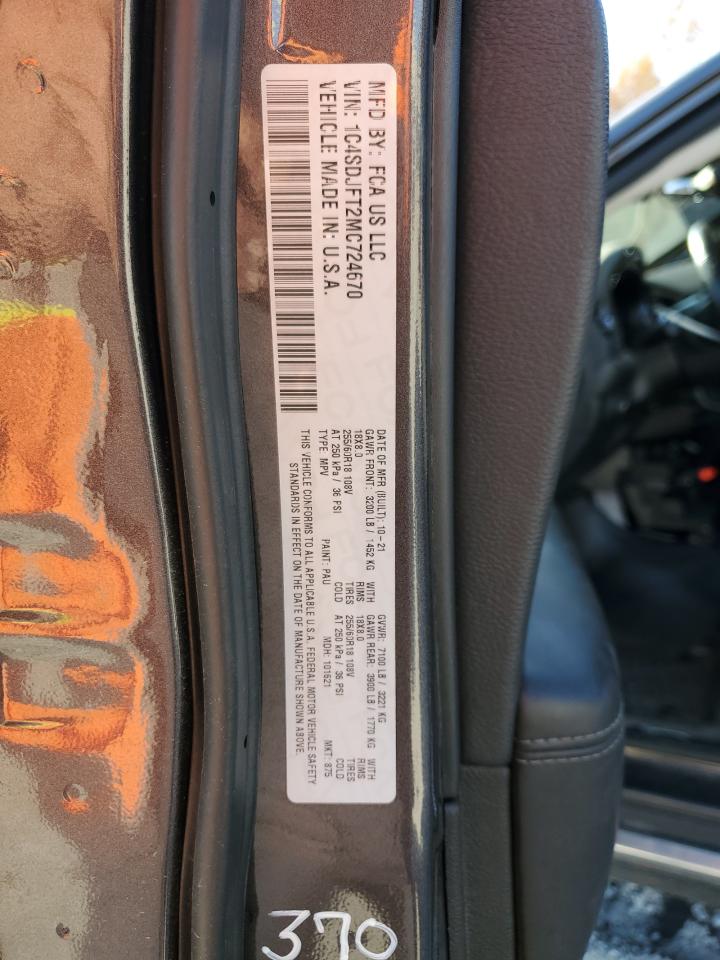 MFD BY: FCA US LLC
VIN: 1C4SDJFT2MC724670
VEHICLE MADE IN: U.S.A.
DATE OF MFR (BUILT): 10-21 GVWR: 7100 LB / 3221 KG
GAWR FRONT: 3200 LB / 1452 KG WITH GAWR REAR: 3900 LB / 1770 KG WITH
18X8.0 RIMS 18X8.0 RIMS
255/60R18 108V TIRES 255/60R18 108V TIRES
AT 250 kPa / 36 PSI COLD AT 250 kPa / 36 PSI COLD
TYPE: MPV PAINT: PAU MDH: 101621 MKT: 875
THIS VEHICLE CONFORMS TO ALL APPLICABLE U.S.A. FEDERAL MOTOR VEHICLE SAFETY
STANDARDS IN EFFECT ON THE DATE OF MANUFACTURE SHOWN ABOVE.
370